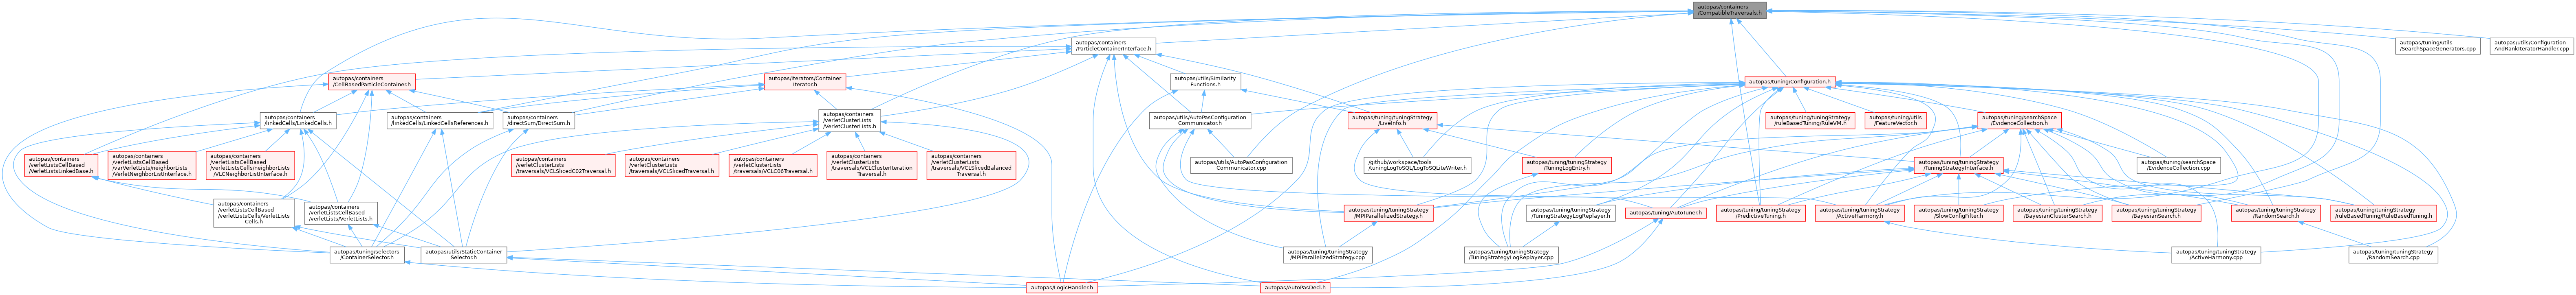 autopas/containers
/CompatibleTraversals.h
autopas/containers
/ParticleContainerInterface.h
autopas/tuning/utils
/SearchSpaceGenerators.cpp
autopas/utils/Configuration
AndRankIteratorHandler.cpp
autopas/containers
/CellBasedParticleContainer.h
autopas/iterators/Container
Iterator.h
autopas/utils/Similarity
Functions.h
autopas/tuning/Configuration.h
autopas/containers
/linkedCells/LinkedCells.h
autopas/containers
/linkedCells/LinkedCellsReferences.h
autopas/containers
/directSum/DirectSum.h
autopas/containers
/verletClusterLists
/VerletClusterLists.h
autopas/utils/AutoPasConfiguration
Communicator.h
autopas/tuning/tuningStrategy
/LiveInfo.h
autopas/tuning/tuningStrategy
/ruleBasedTuning/RuleVM.h
autopas/tuning/utils
/FeatureVector.h
autopas/tuning/searchSpace
/EvidenceCollection.h
autopas/containers
/verletListsCellBased
/VerletListsLinkedBase.h
autopas/containers
/verletListsCellBased
/varVerletLists/neighborLists
/VerletNeighborListInterface.h
autopas/containers
/verletListsCellBased
/verletListsCells/neighborLists
/VLCNeighborListInterface.h
autopas/containers
/verletClusterLists
/traversals/VCLSlicedC02Traversal.h
autopas/containers
/verletClusterLists
/traversals/VCLSlicedTraversal.h
autopas/containers
/verletClusterLists
/traversals/VCLC06Traversal.h
autopas/containers
/verletClusterLists
/traversals/VCLClusterIteration
Traversal.h
autopas/containers
/verletClusterLists
/traversals/VCLSlicedBalanced
Traversal.h
autopas/utils/AutoPasConfiguration
Communicator.cpp
/github/workspace/tools
/tuningLogToSQL/LogToSQLiteWriter.h
autopas/tuning/tuningStrategy
/TuningLogEntry.h
autopas/tuning/tuningStrategy
/TuningStrategyInterface.h
autopas/tuning/searchSpace
/EvidenceCollection.cpp
autopas/containers
/verletListsCellBased
/verletListsCells/VerletLists
Cells.h
autopas/containers
/verletListsCellBased
/verletLists/VerletLists.h
autopas/tuning/tuningStrategy
/MPIParallelizedStrategy.h
autopas/tuning/tuningStrategy
/TuningStrategyLogReplayer.h
autopas/tuning/AutoTuner.h
autopas/tuning/tuningStrategy
/PredictiveTuning.h
autopas/tuning/tuningStrategy
/ActiveHarmony.h
autopas/tuning/tuningStrategy
/SlowConfigFilter.h
autopas/tuning/tuningStrategy
/BayesianClusterSearch.h
autopas/tuning/tuningStrategy
/BayesianSearch.h
autopas/tuning/tuningStrategy
/RandomSearch.h
autopas/tuning/tuningStrategy
/ruleBasedTuning/RuleBasedTuning.h
autopas/tuning/selectors
/ContainerSelector.h
autopas/utils/StaticContainer
Selector.h
autopas/tuning/tuningStrategy
/MPIParallelizedStrategy.cpp
autopas/tuning/tuningStrategy
/TuningStrategyLogReplayer.cpp
autopas/tuning/tuningStrategy
/ActiveHarmony.cpp
autopas/tuning/tuningStrategy
/RandomSearch.cpp
autopas/LogicHandler.h
autopas/AutoPasDecl.h